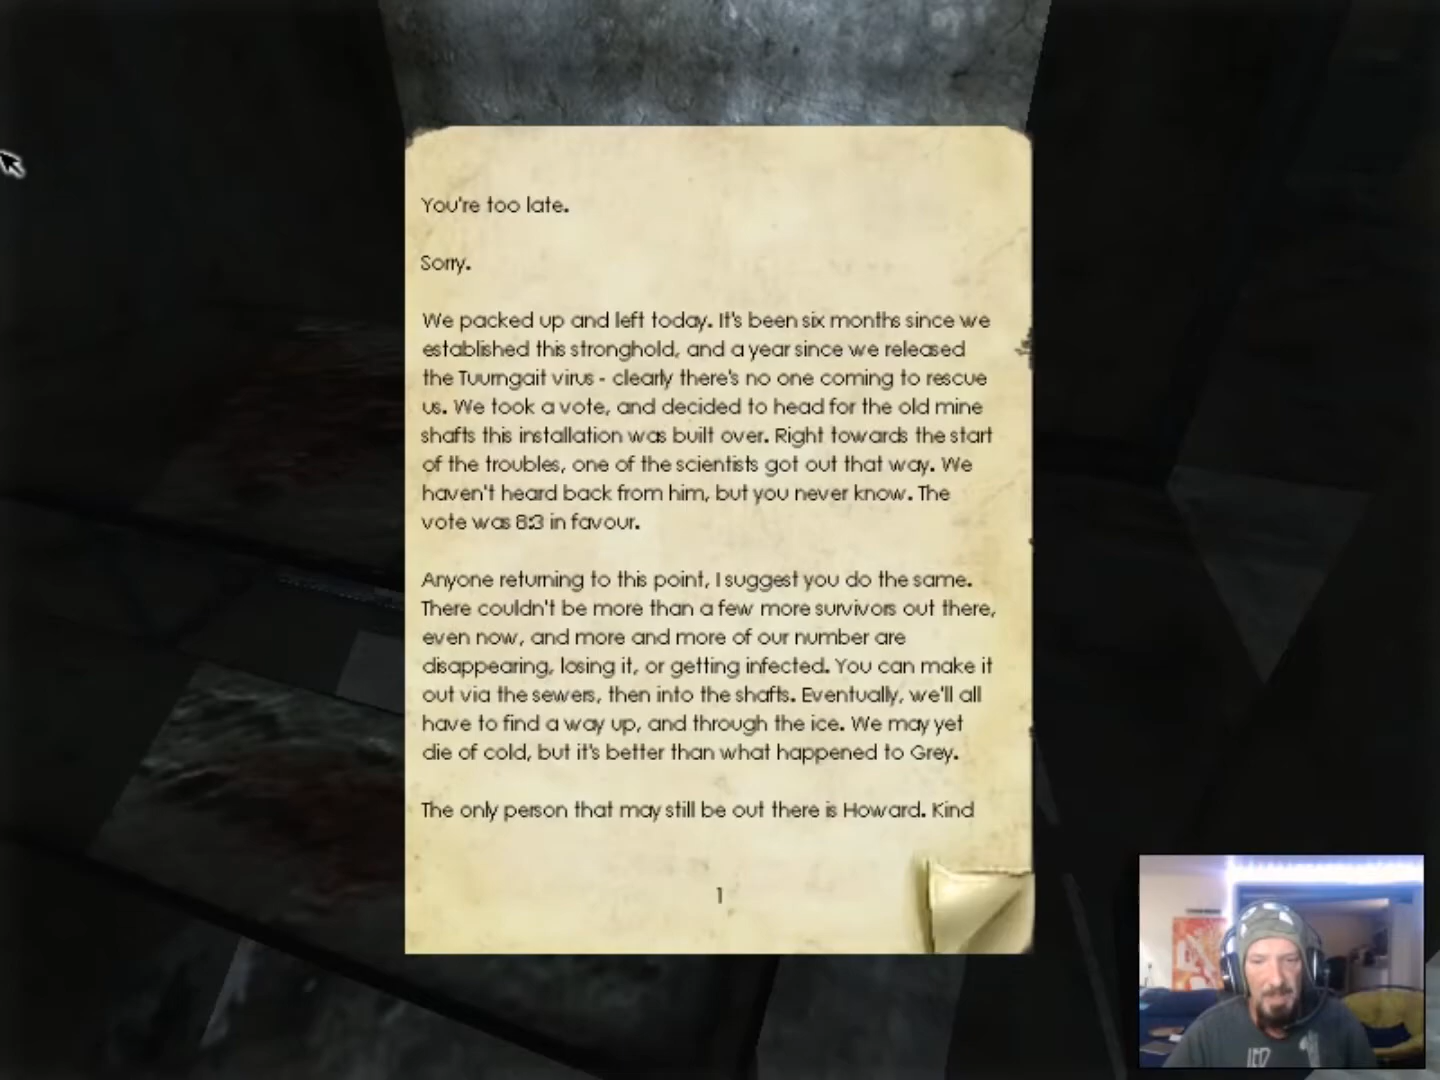 You're too late.
Sorry.
We packed up and left today. It's been six months since we
established this stronghold, and a year since we released
the Tuurngait virus - clearly there's no one coming to rescue
us. We took a vote, and decided to head for the old mine
shafts this installation was built over. Right towards the start
of the troubles, one of the scientists got out that way. We
haven't heard back from him, but you never know. The
vote was 8:3 in favour.
Anyone returning to this point, I suggest you do the same.
There couldn't be more than a few more survivors out there,
even now, and more and more of our number are
disappearing, losing it, or getting infected. You can make it
out via the sewers, then into the shafts. Eventually, we'll all
have to find a way up, and through the ice. We may yet
die of cold, but it's better than what happened to Grey.
The only person that may still be out there is Howard. Kind
1